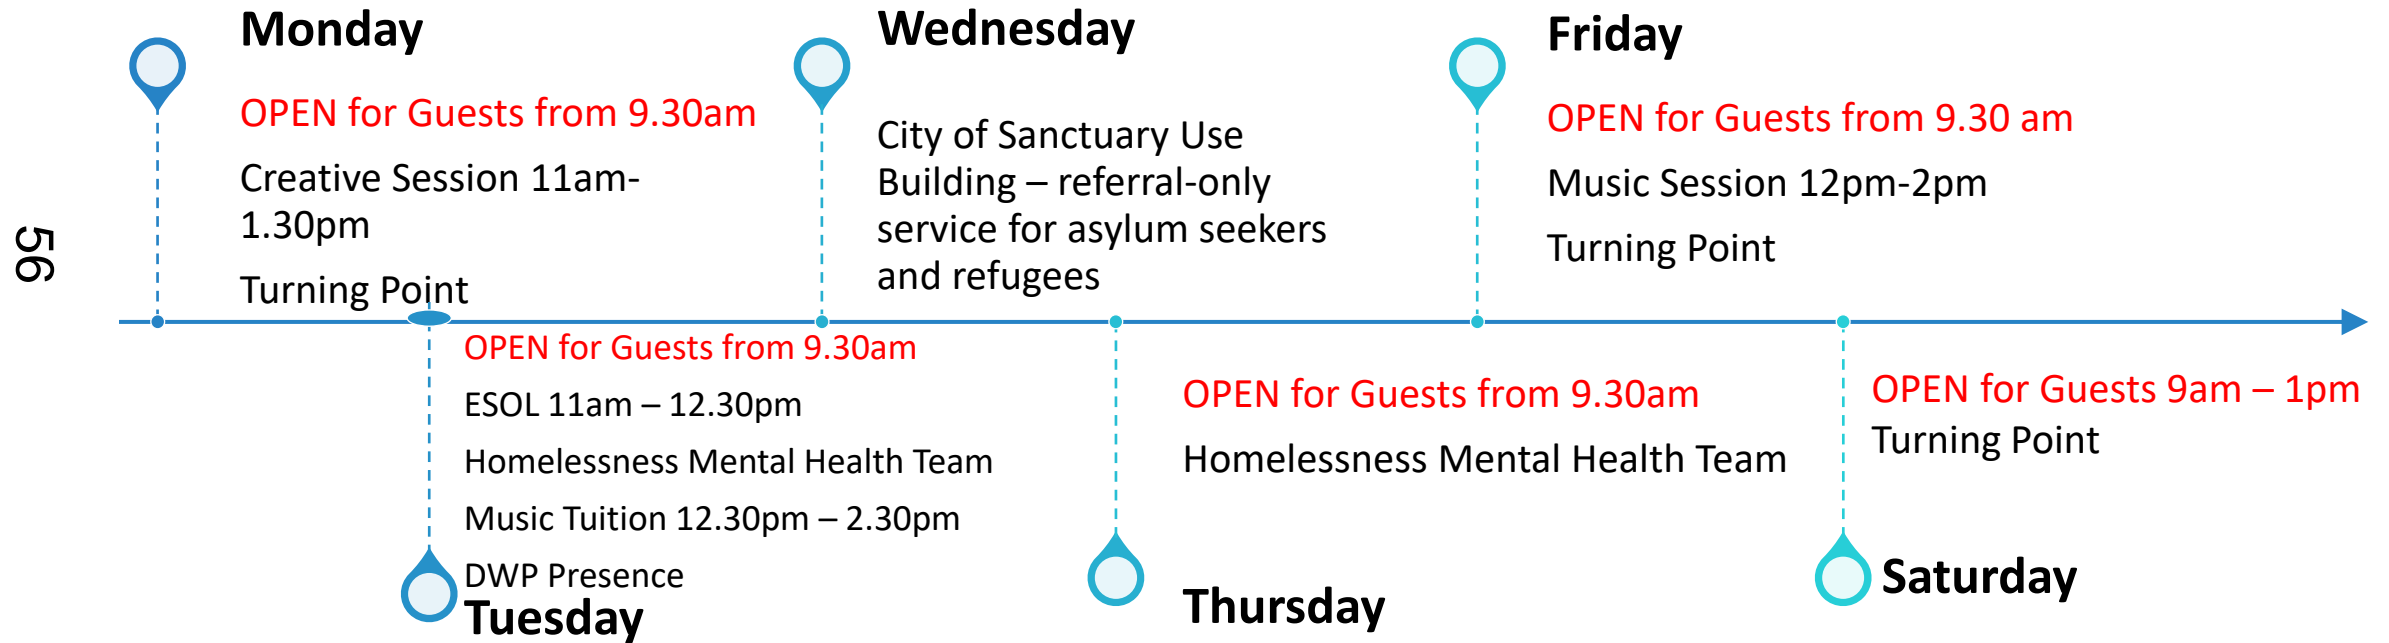 56
Monday
OPEN for Guests from 9.30am
Creative Session 11am-
1.30pm
Turning Point
OPEN for Guests from 9.30am
ESOL 11am – 12.30pm
Homelessness Mental Health Team
Music Tuition 12.30pm – 2.30pm
DWP Presence
Tuesday
Wednesday
City of Sanctuary Use
Building – referral-only
service for asylum seekers
and refugees
OPEN for Guests from 9.30am
Homelessness Mental Health Team
Thursday
Friday
OPEN for Guests from 9.30 am
Music Session 12pm-2pm
Turning Point
OPEN for Guests 9am – 1pm
Turning Point
Saturday